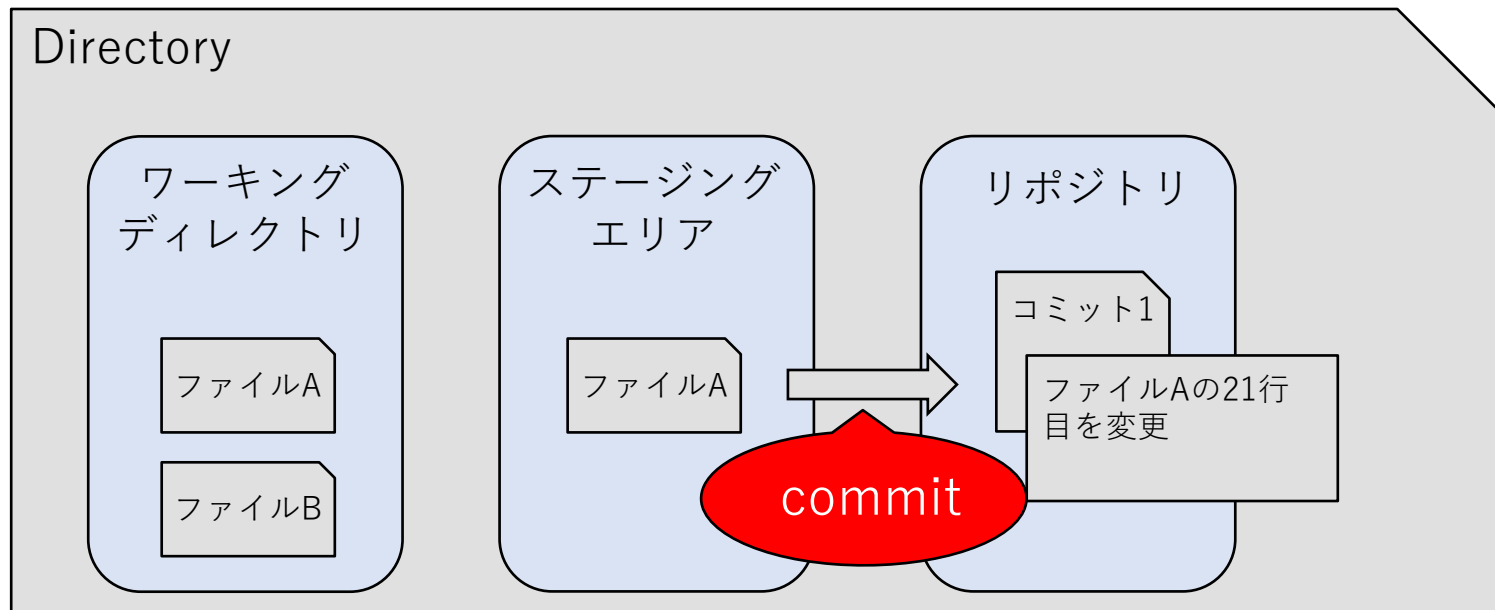 Directory
ワーキング
ディレクトリ
ファイルA
ファイルB
ステージング
エリア
ファイルA
commit
リポジトリ
コミット1
ファイルAの21行
目を変更